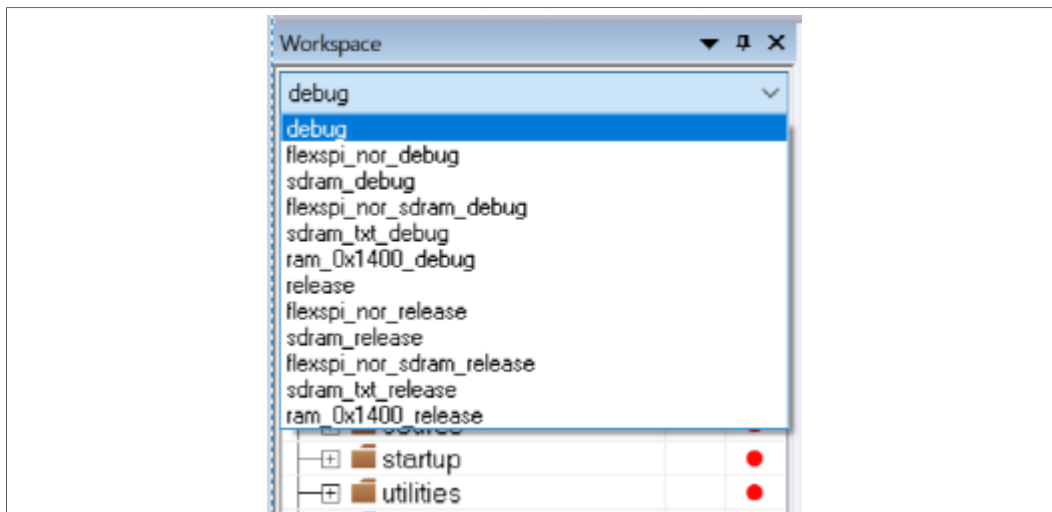 Workspace
debug
debug
flexspi_nor_debug
sdram_debug
flexspi_nor_sdram_debug
sdram_txt_debug
ram_0x1400_debug
release
flexspi_nor_release
sdram_release
flexspi_nor_sdram_release
sdram_txt_release
ram_0x1400_release
startup
utilities